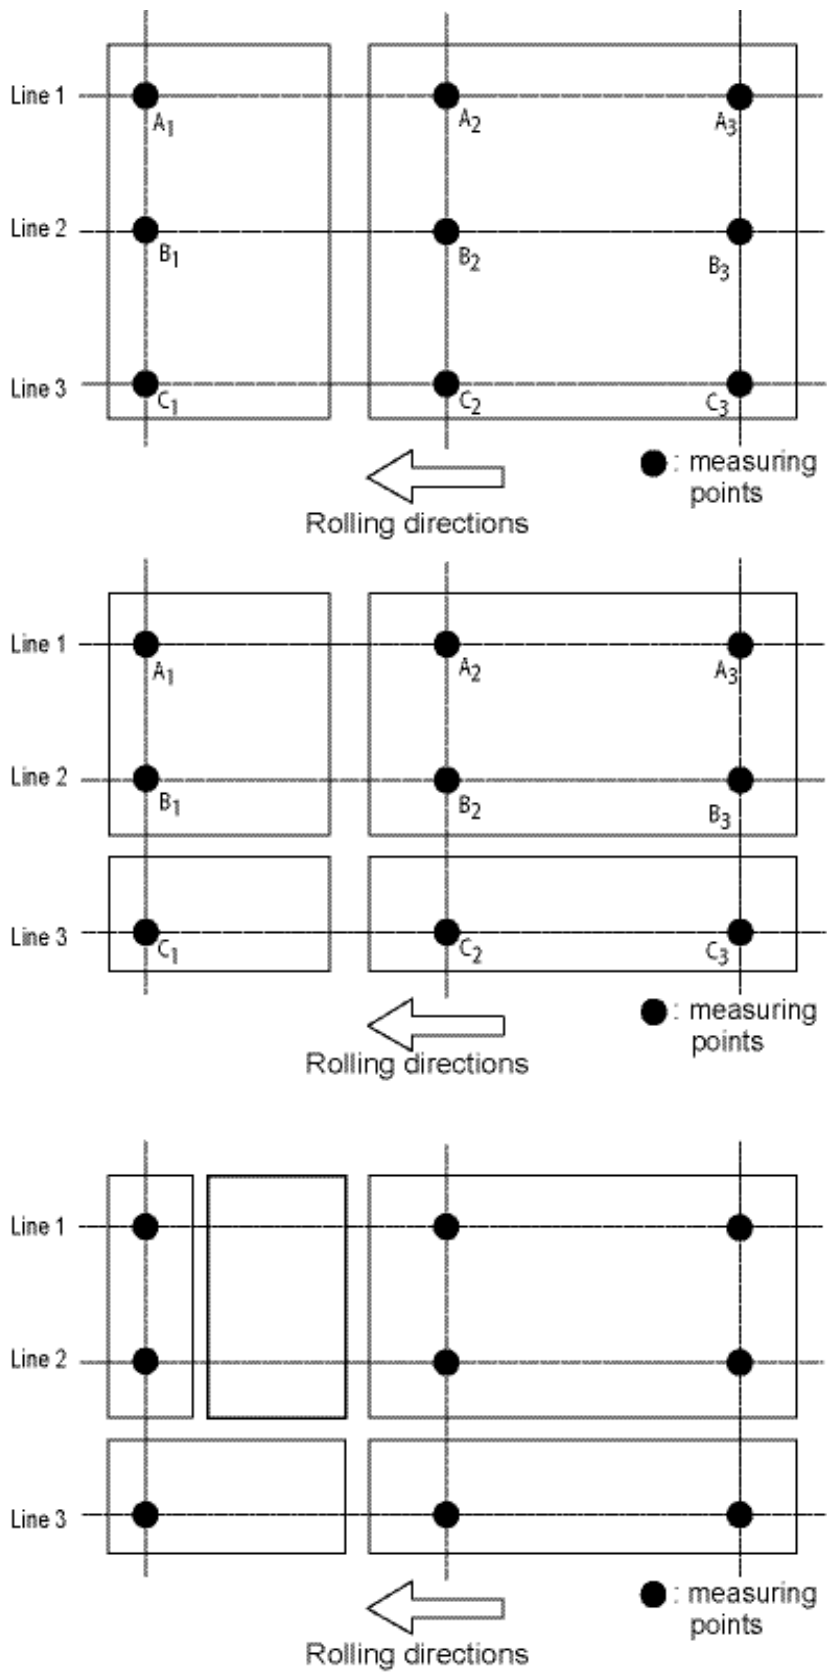 Line 1
A1
A2
A3
Line 2
B1
B2
B3
Line 3
C1
C2
C3
: measuring
points
Rolling directions
Line 1
A1
A2
A3
Line 2
B1
B2
B3
Line 3
C1
C2
C3
: measuring
points
Rolling directions
Line 1
Line 2
Line 3
: measuring
points
Rolling directions